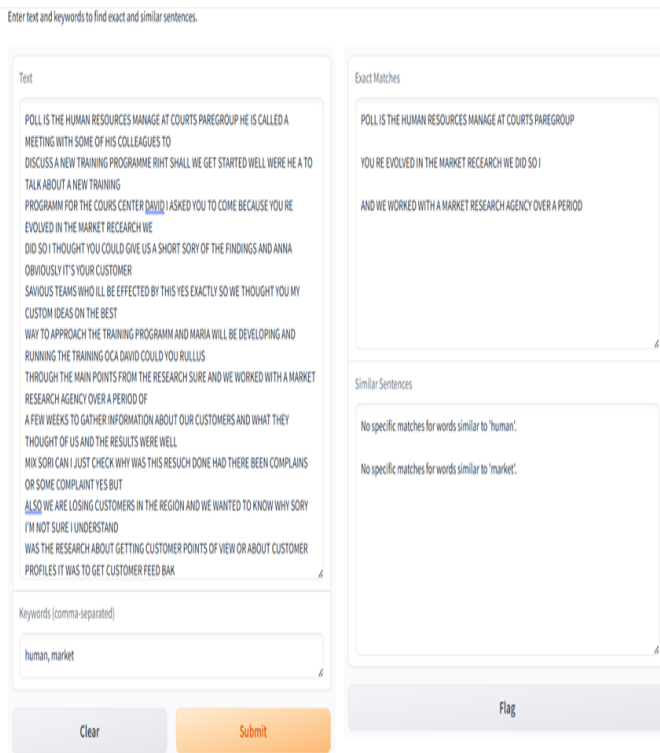 Enter text and keywords to find exact and similar sentences.
Text
POLL IS THE HUMAN RESOURCES MANAGE AT COURTS PAREGROUP HE IS CALLED A
MEETING WITH SOME OF HIS COLLEAGUES TO
DISCUSS A NEW TRAINING PROGRAMME RIHT SHALL WE GET STARTED WELL WERE HE A TO
TALK ABOUT A NEW TRAINING
PROGRAMM FOR THE COURS CENTER DAVID I ASKED YOU TO COME BECAUSE YOU RE
EVOLVED IN THE MARKET RECEARCH WE
DID SO I THOUGHT YOU COULD GIVE US A SHORT SORY OF THE FINDINGS AND ANNA
OBVIOUSLY IT'S YOUR CUSTOMER
SAVIOUS TEAMS WHO ILL BE EFFECTED BY THIS YES EXACTLY SO WE THOUGHT YOU MY
CUSTOM IDEAS ON THE BEST
WAY TO APPROACH THE TRAINING PROGRAMM AND MARIA WILL BE DEVELOPING AND
RUNNING THE TRAINING OCA DAVID COULD YOU RULLUS
THROUGH THE MAIN POINTS FROM THE RESEARCH SURE AND WE WORKED WITH A MARKET
RESEARCH AGENCY OVER A PERIOD OF
A FEW WEEKS TO GATHER INFORMATION ABOUT OUR CUSTOMERS AND WHAT THEY
THOUGHT OF US AND THE RESULTS WERE WELL
MIX SORI CAN I JUST CHECK WHY WAS THIS RESUCH DONE HAD THERE BEEN COMPLAINS
OR SOME COMPLAINT YES BUT
ALSO WE ARE LOSING CUSTOMERS IN THE REGION AND WE WANTED TO KNOW WHY SORY
I'M NOT SURE I UNDERSTAND
WAS THE RESEARCH ABOUT GETTING CUSTOMER POINTS OF VIEW OR ABOUT CUSTOMER
PROFILES IT WAS TO GET CUSTOMER FEED BAK
Keywords (comma-separated)
human, market
Clear
Submit
Exact Matches
POLL IS THE HUMAN RESOURCES MANAGE AT COURTS PAREGROUP
YOU RE EVOLVED IN THE MARKET RECEARCH WE DID SO I
AND WE WORKED WITH A MARKET RESEARCH AGENCY OVER A PERIOD
Similar Sentences
No specific matches for words similar to 'human'.
No specific matches for words similar to 'market'.
Flag